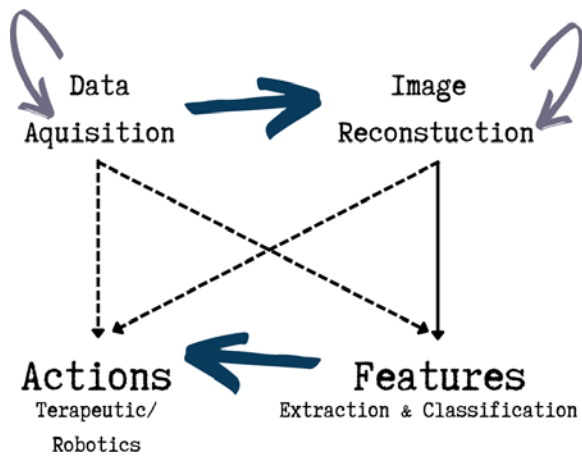 Data
Aquisition
Image
Reconstuction
Actions
Terapeutic/
Robotics
Features
Extraction & Classification